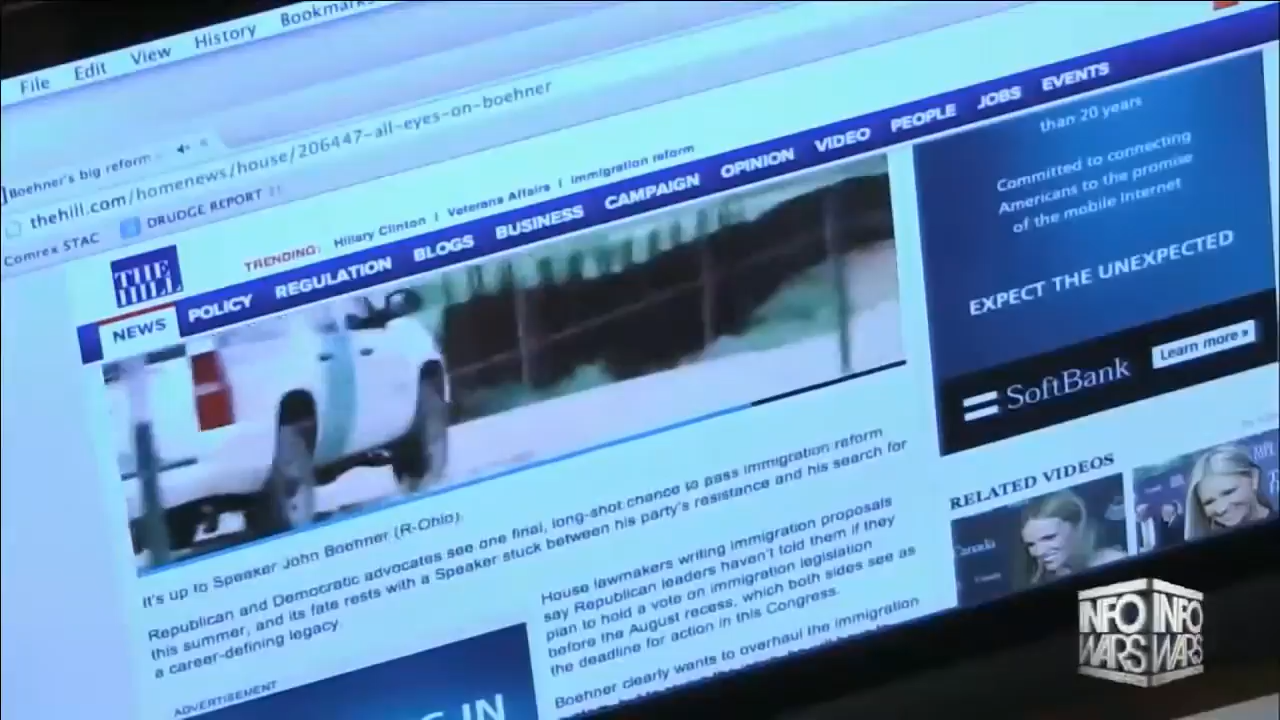 File Edit View History Bookmarks
Boehner's big reform
thehill.com/homenews/house/206447-all-eyes-on-boehner
Comrex STAC DRUDGE REPORT
THE HILL
TRENDING: Hillary Clinton | Veterans Affairs | Immigration reform
NEWS POLICY REGULATION BLOGS BUSINESS CAMPAIGN OPINION VIDEO PEOPLE JOBS EVENTS
It's up to Speaker John Boehner (R-Ohio).
Republican and Democratic advocates see one final, long-shot chance to pass immigration reform
this summer, and its fate rests with a Speaker stuck between his party's resistance and his search for
a career-defining legacy.
ADVERTISEMENT
IN
House lawmakers writing immigration proposals
say Republican leaders haven't told them if they
plan to hold a vote on immigration legislation
before the August recess, which both sides see as
the deadline for action in this Congress.
Boehner clearly wants to overhaul the immigration
than 20 years
Committed to connecting
Americans to the promise
of the mobile Internet
EXPECT THE UNEXPECTED
SoftBank
Learn more »
RELATED VIDEOS
Canada
INFO WARS
INFO WARS